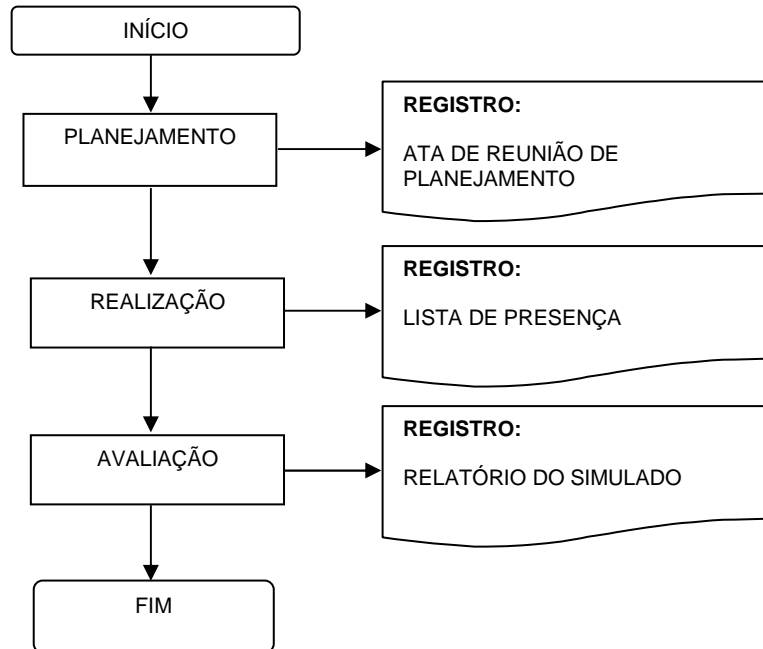 INÍCIO
PLANEJAMENTO
REGISTRO:
ATA DE REUNIÃO DE
PLANEJAMENTO
REALIZAÇÃO
REGISTRO:
LISTA DE PRESENÇA
AVALIAÇÃO
REGISTRO:
RELATÓRIO DO SIMULADO
FIM